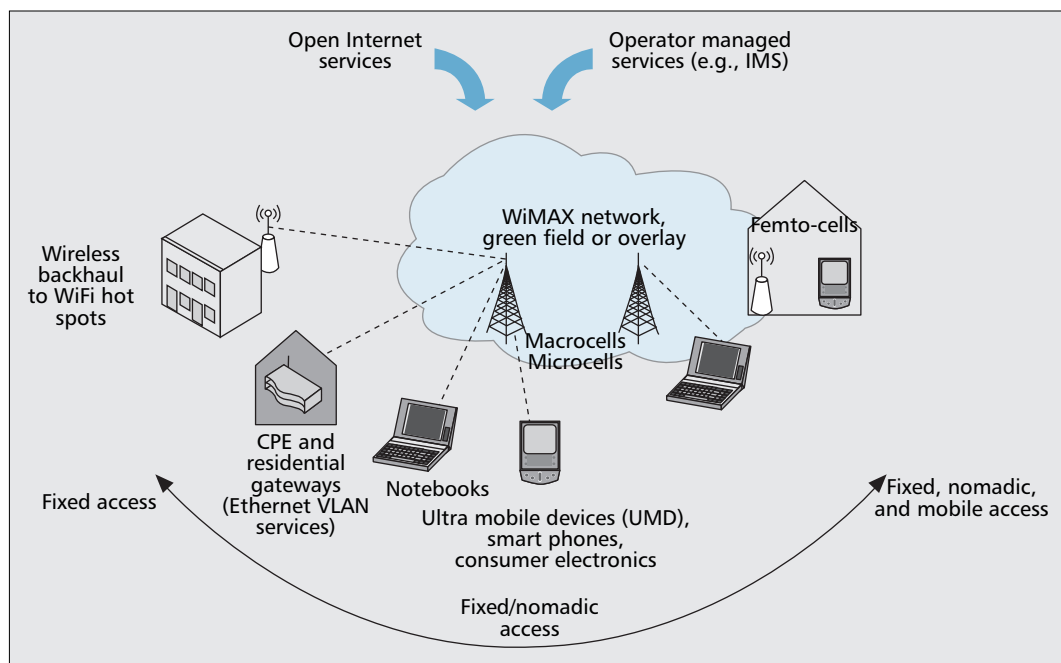 Open Internet
services
Operator managed
services (e.g., IMS)
WiMAX network,
green field or overlay
Femto-cells
Wireless
backhaul
to WiFi hot
spots
Macrocells
Microcells
CPE and
residential
gateways
(Ethernet VLAN
services)
Notebooks
Ultra mobile devices (UMD),
smart phones,
consumer electronics
Fixed access
Fixed, nomadic,
and mobile access
Fixed/nomadic
access